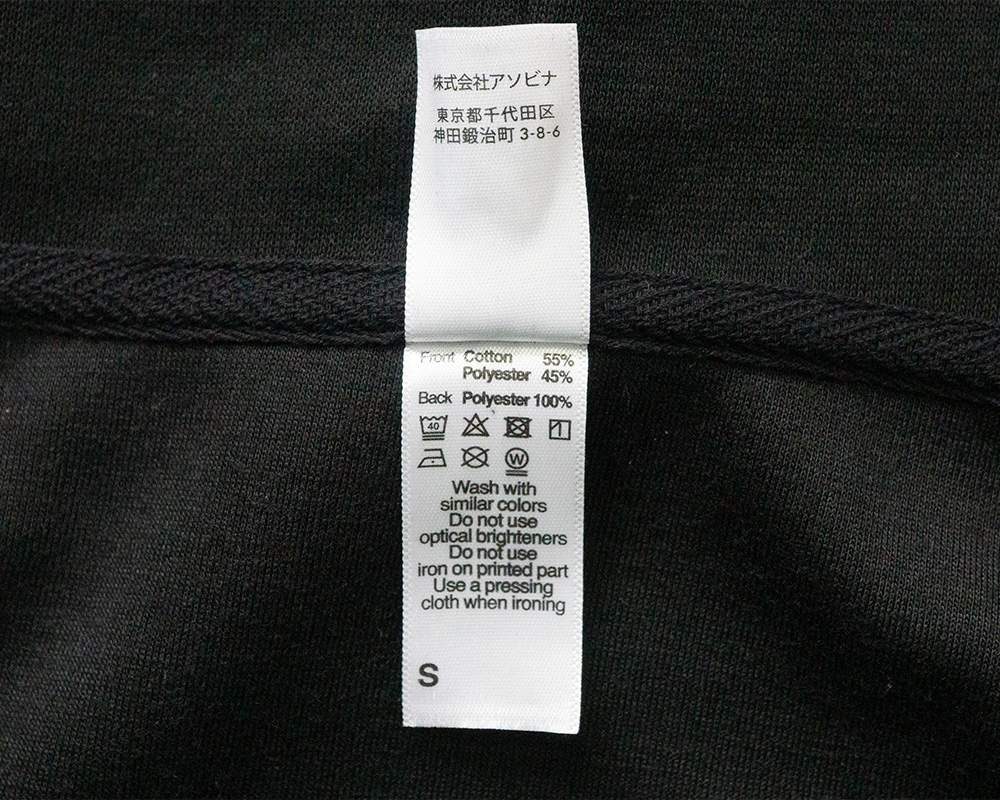 株式会社アソビナ
東京都千代田区
神田鍛治町 3-8-6
Front Cotton 55%
Polyester 45%
Back Polyester 100%
40
W
Wash with
similar colors
Do not use
optical brighteners
Do not use
iron on printed part
Use a pressing
cloth when ironing
S